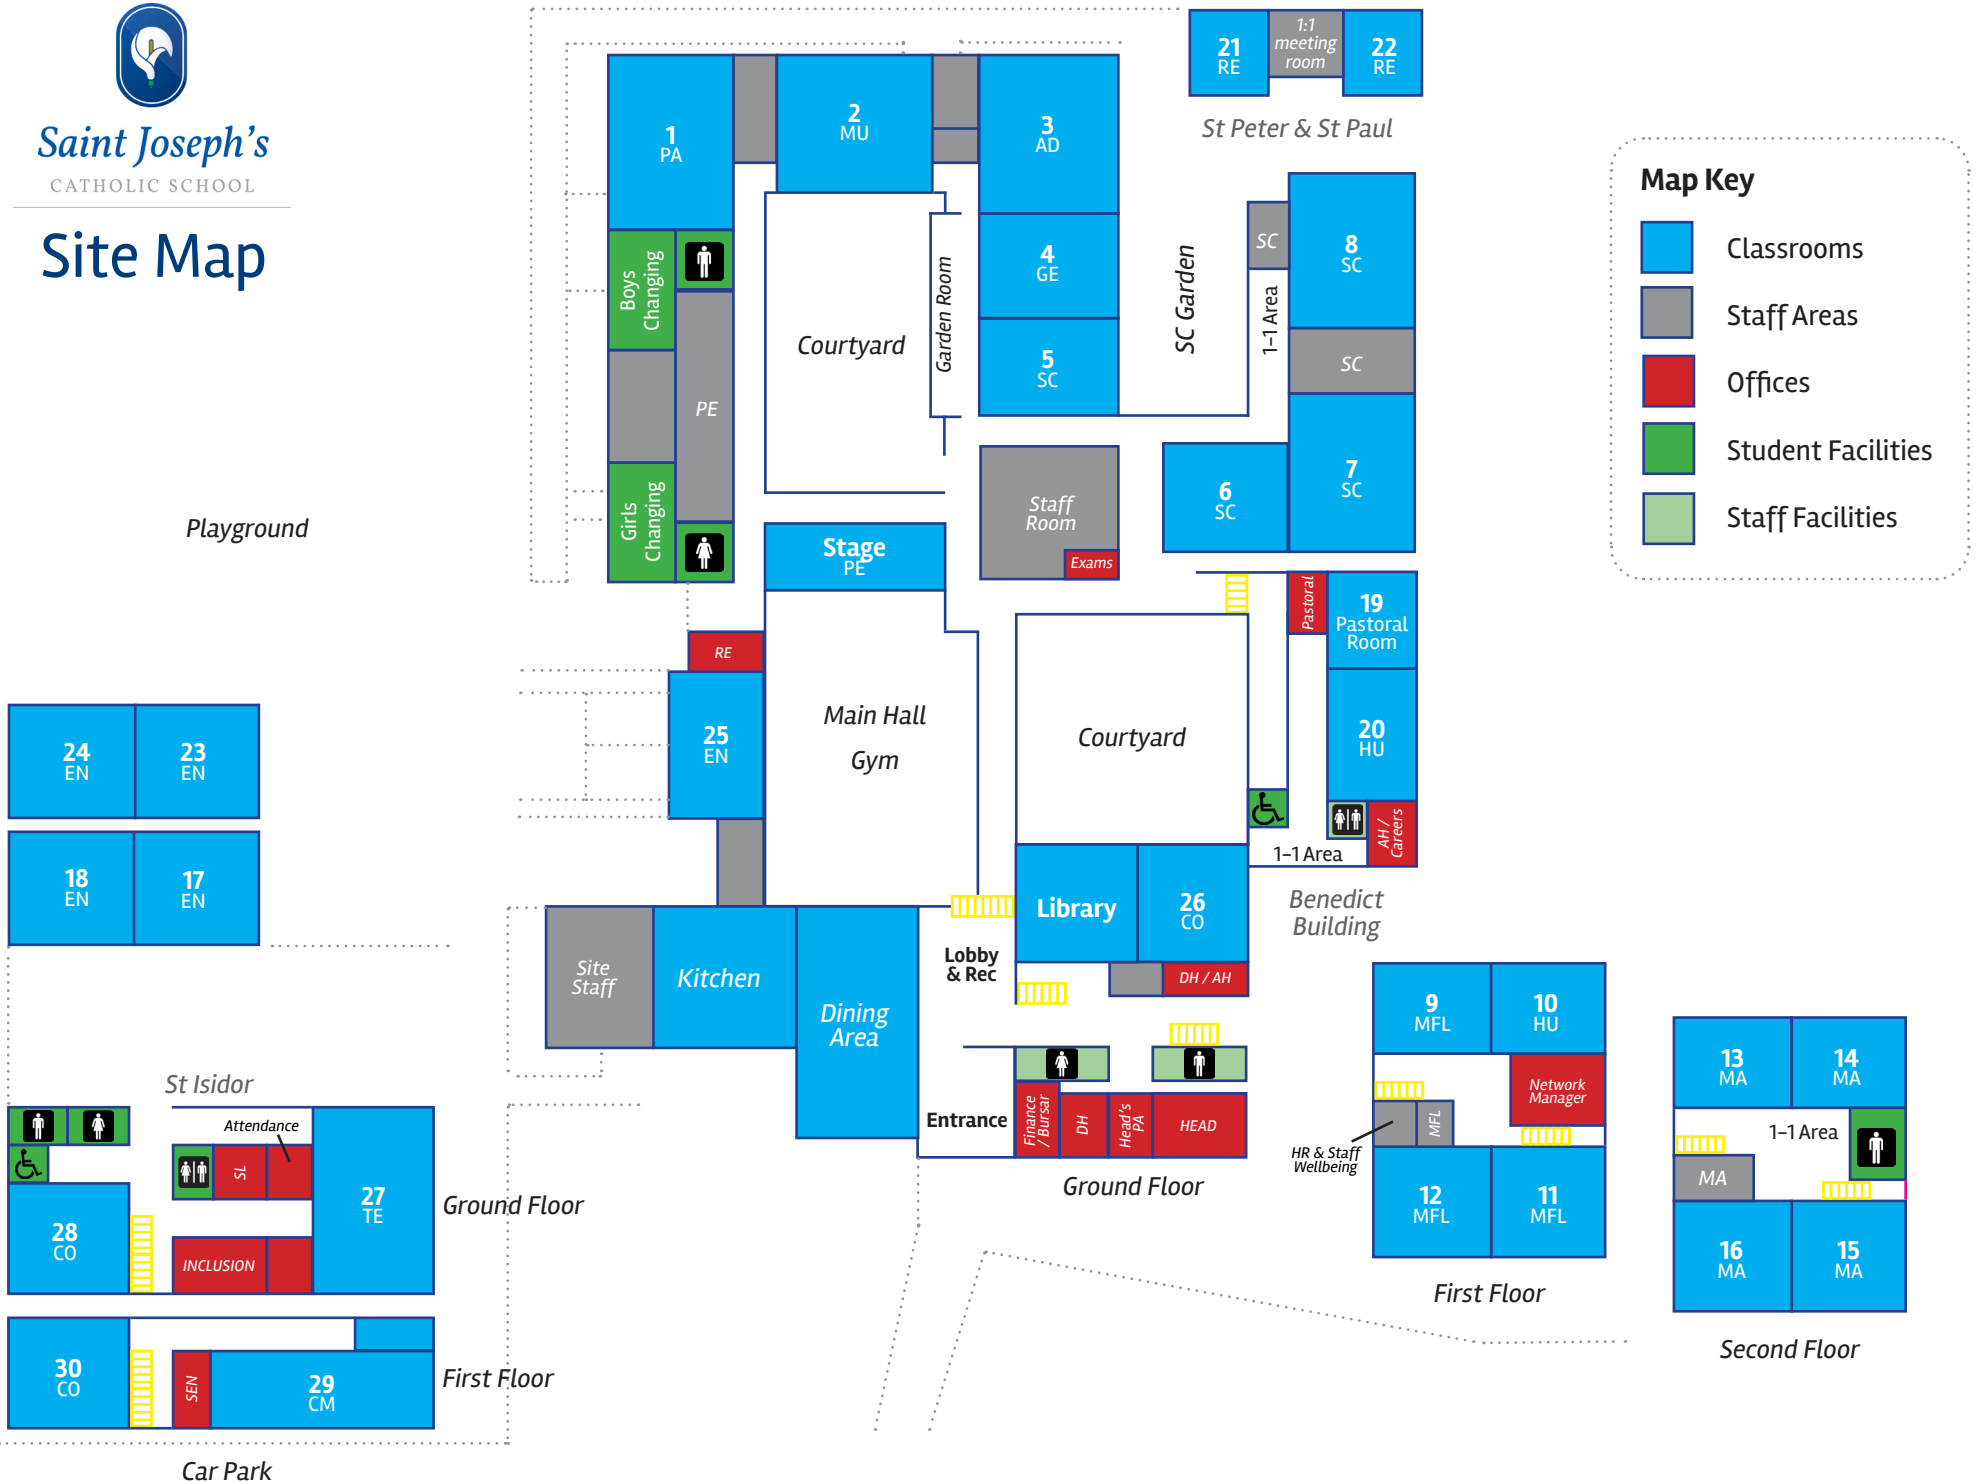 Saint Joseph's
CATHOLIC SCHOOL
Site Map
21
RE
1:1
meeting
room
22
RE
St Peter & St Paul
1
PA
2
MU
3
AD
4
GE
5
SC
Boys
Changing
PE
Girls
Changing
Courtyard
Garden Room
SC Garden
SC
1-1 Area
8
SC
SC
7
SC
6
SC
Map Key
Classrooms
Staff Areas
Offices
Student Facilities
Staff Facilities
Playground
Staff
Room
Exams
Stage
PE
RE
25
EN
Main Hall
Gym
Courtyard
Pastoral
19
Pastoral
Room
20
HU
AH /
Careers
1-1 Area
Benedict
Building
24
EN
23
EN
18
EN
17
EN
Library
26
CO
DH / AH
Lobby
& Rec
Site
Staff
Kitchen
Dining
Area
Entrance
Finance
/ Bursar
DH
Head's
PA
HEAD
Ground Floor
9
MFL
10
HU
Network
Manager
MFL
HR & Staff
Wellbeing
12
MFL
11
MFL
First Floor
13
MA
14
MA
1-1 Area
MA
16
MA
15
MA
Second Floor
St Isidor
Attendance
SL
27
TE
28
CO
INCLUSION
Ground Floor
30
CO
SEN
29
CM
First Floor
Car Park